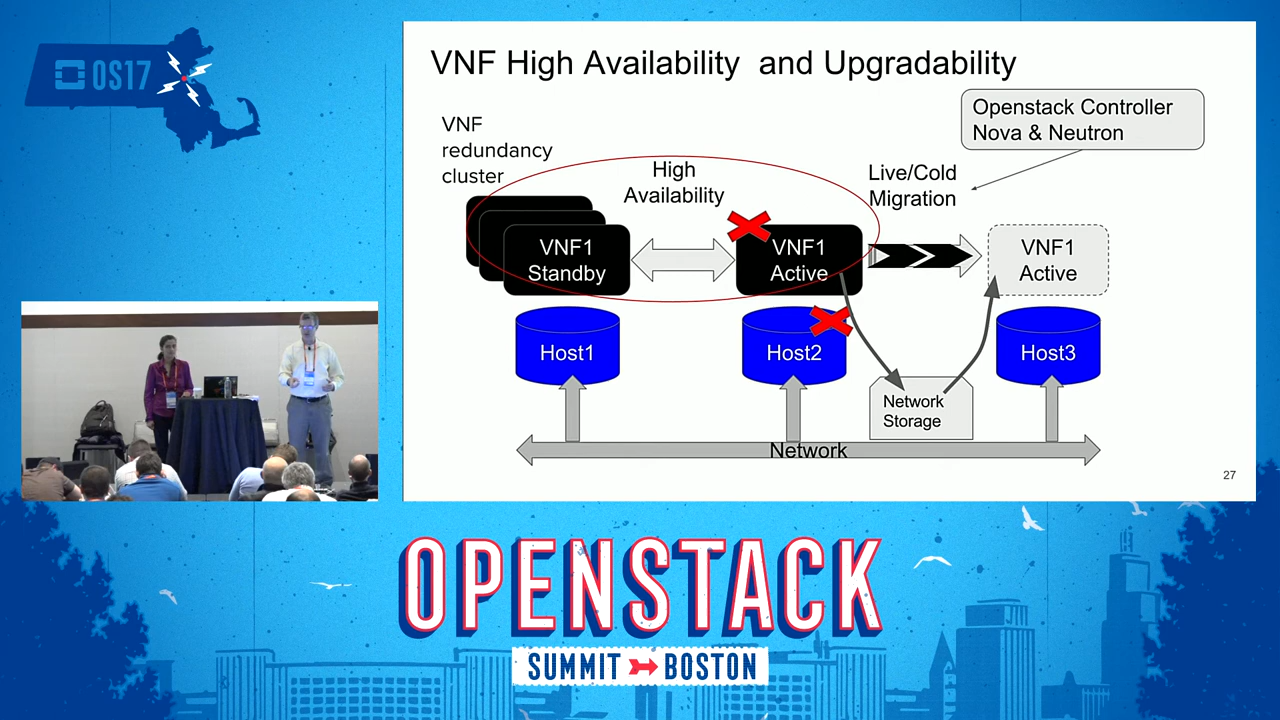 OS17
VNF High Availability and Upgradability
Openstack Controller
Nova & Neutron
VNF
redundancy
cluster
High
Availability
Live/Cold
Migration
VNF1
Standby
VNF1
Active
VNF1
Active
Host1
Host2
Host3
Network
Storage
Network
27
OPENSTACK
SUMMIT BOSTON